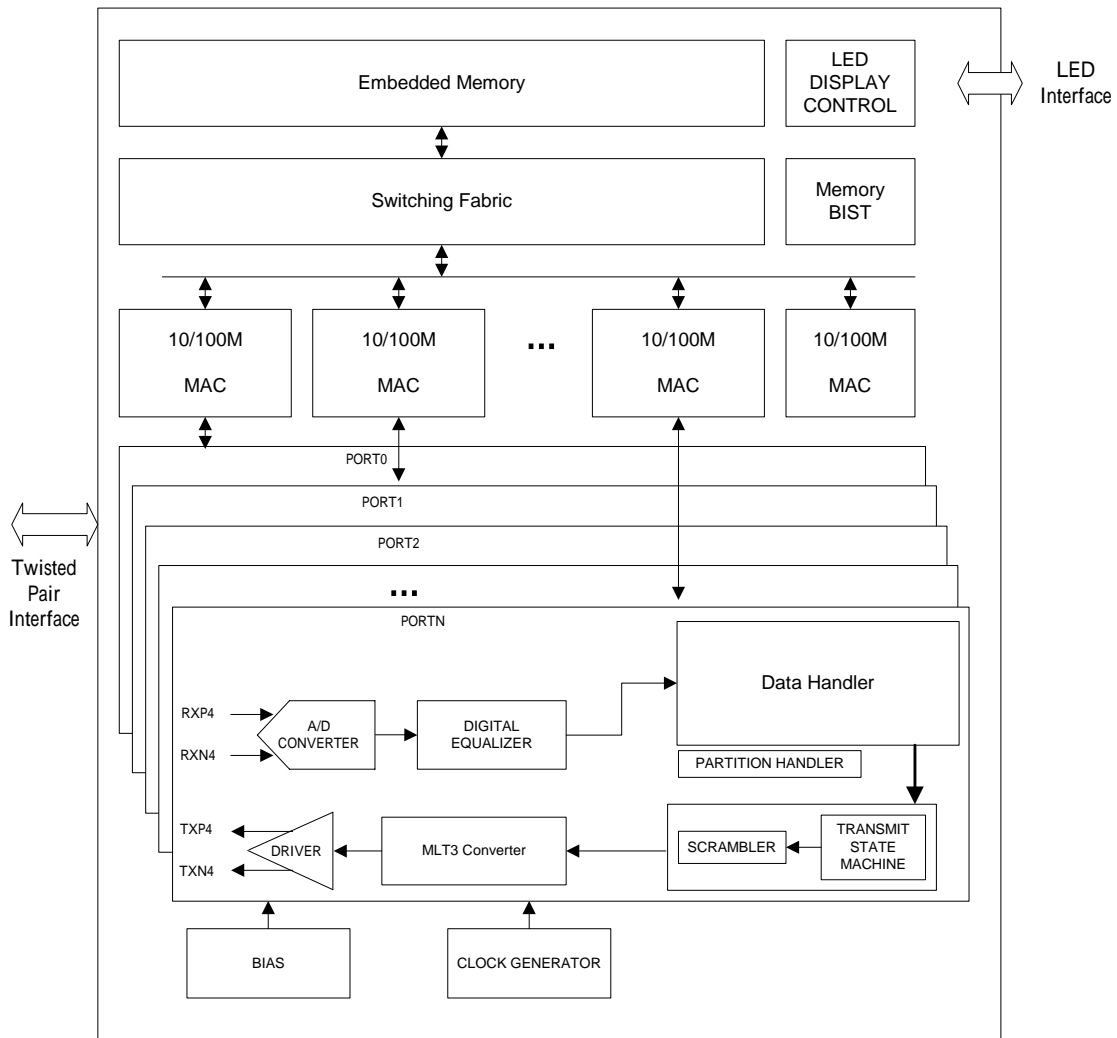 Embedded Memory
LED
DISPLAY
CONTROL
LED
Interface
Switching Fabric
Memory
BIST
10/100M
MAC
10/100M
MAC
...
10/100M
MAC
10/100M
MAC
PORT0
PORT1
PORT2
...
PORTN
Twisted
Pair
Interface
Data Handler
RXP4
RXN4
A/D
CONVERTER
DIGITAL
EQUALIZER
PARTITION HANDLER
TXP4
TXN4
DRIVER
MLT3 Converter
SCRAMBLER
TRANSMIT
STATE
MACHINE
BIAS
CLOCK GENERATOR